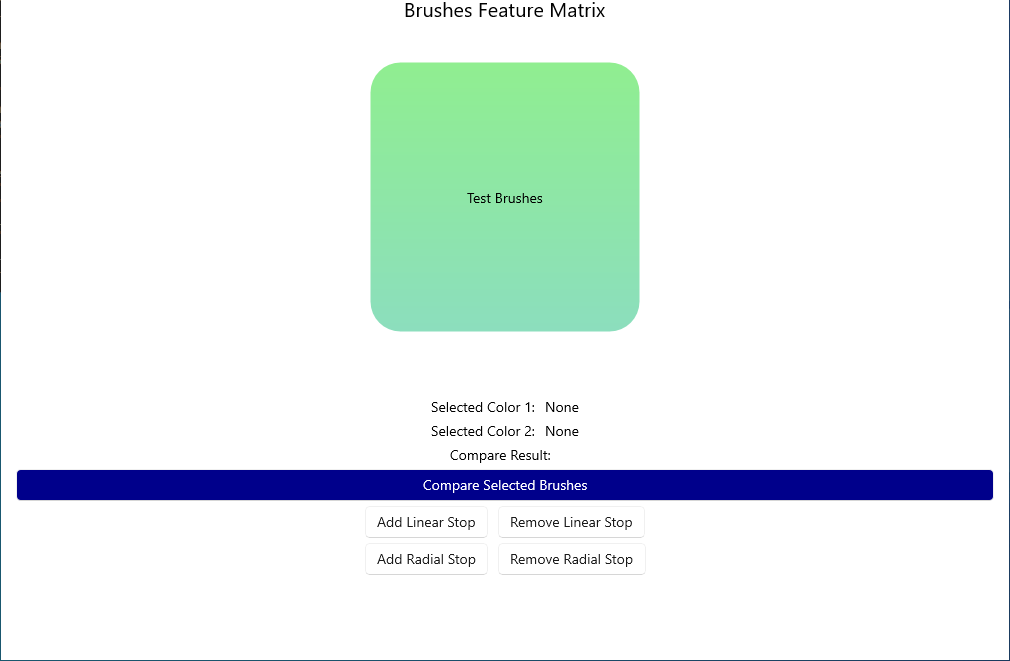 Brushes Feature Matrix
Test Brushes
Selected Color 1: None
Selected Color 2: None
Compare Result:
Compare Selected Brushes
Add Linear Stop Remove Linear Stop
Add Radial Stop Remove Radial Stop